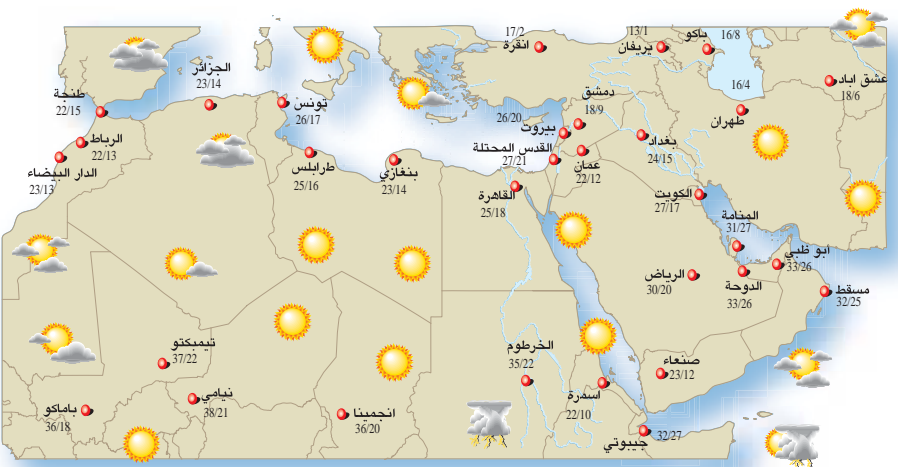 17/2
أنقرة
13/1
يريفان
باكو
16/8
16/4
عشق اباد
18/6
طهران
الجزائر
23/14
طنجة
22/15
تونس
26/17
الرباط
22/13
الدار البيضاء
23/13
طرابلس
25/16
بنغازي
23/14
دمشق
18/9
26/20
بيروت
القدس المحتلة
27/21
عمان
22/12
بغداد
24/15
القاهرة
25/18
الكويت
27/17
المنامة
31/27
أبو ظبي
33/26
الدوحة
33/26
الرياض
30/20
مسقط
32/25
تيمبكتو
37/22
الخرطوم
35/22
صنعاء
23/12
اسمرة
22/10
نيامي
38/21
باماكو
36/18
انجمينا
36/20
جيبوتي
32/27